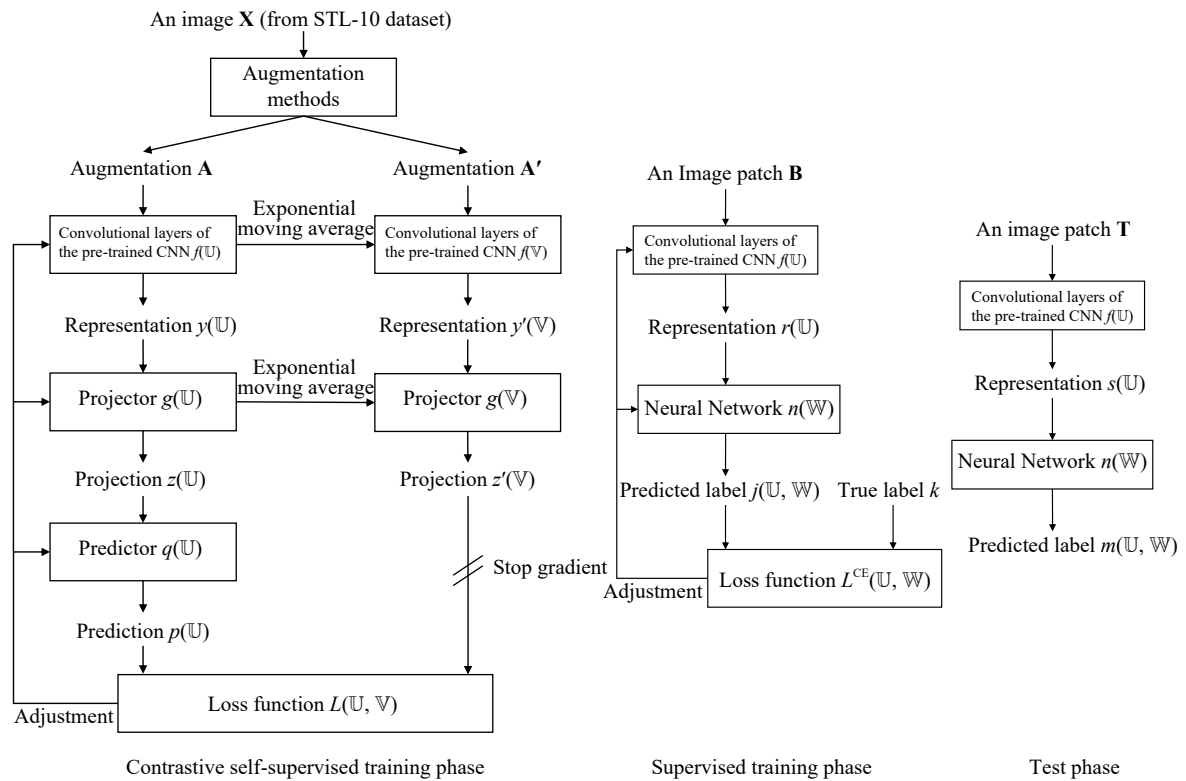 An image X (from STL-10 dataset)
Augmentation
methods
Augmentation A
Augmentation A′
Convolutional layers of
the pre-trained CNN f(𝕌)
Exponential
moving average
Convolutional layers of
the pre-trained CNN f(𝕍)
Representation y(𝕌)
Representation y′(𝕍)
Projector g(𝕌)
Exponential
moving average
Projector g(𝕍)
Projection z(𝕌)
Projection z′(𝕍)
Predictor q(𝕌)
Stop gradient
Prediction p(𝕌)
Loss function L(𝕌, 𝕍)
Adjustment
Contrastive self-supervised training phase
An Image patch B
Convolutional layers of
the pre-trained CNN f(𝕌)
Representation r(𝕌)
Neural Network n(𝕎)
Predicted label j(𝕌, 𝕎)
True label k
Loss function L^CE(𝕌, 𝕎)
Adjustment
Supervised training phase
An image patch T
Convolutional layers of
the pre-trained CNN f(𝕌)
Representation s(𝕌)
Neural Network n(𝕎)
Predicted label m(𝕌, 𝕎)
Test phase